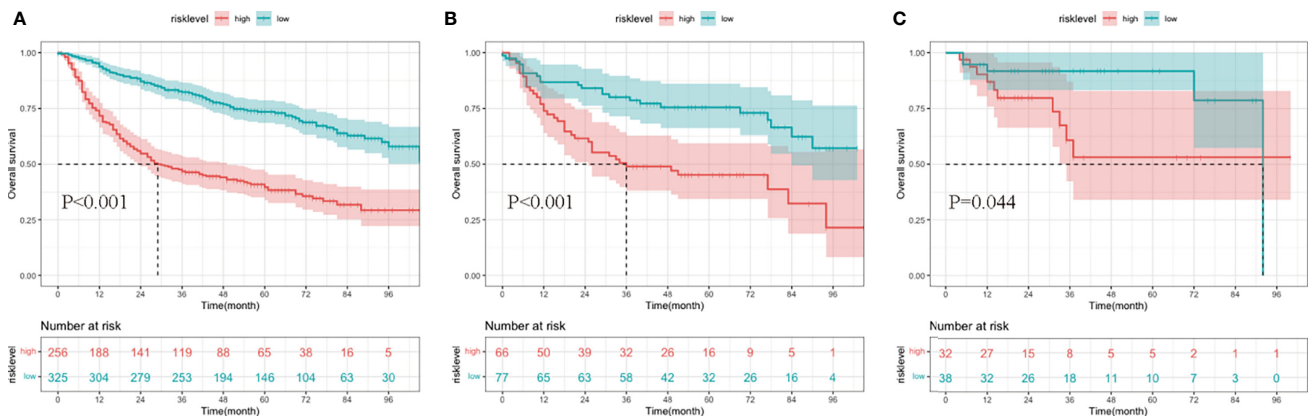 A
risklevel high low
1.00
0.75
0.50
0.25
0.00
Overall survival
P<0.001
0 12 24 36 48 60 72 84 96
Time(month)
Number at risk
risklevel
high 256 188 141 119 88 65 38 16 5
low 325 304 279 253 194 146 104 63 30
0 12 24 36 48 60 72 84 96
Time(month)
B
risklevel high low
1.00
0.75
0.50
0.25
0.00
Overall survival
P<0.001
0 12 24 36 48 60 72 84 96
Time(month)
Number at risk
risklevel
high 66 50 39 32 26 16 9 5 1
low 77 65 63 58 42 32 26 16 4
0 12 24 36 48 60 72 84 96
Time(month)
C
risklevel high low
1.00
0.75
0.50
0.25
0.00
Overall survival
P=0.044
0 12 24 36 48 60 72 84 96
Time(month)
Number at risk
risklevel
high 32 27 15 8 5 5 2 1 1
low 38 32 26 18 11 10 7 3 0
0 12 24 36 48 60 72 84 96
Time(month)